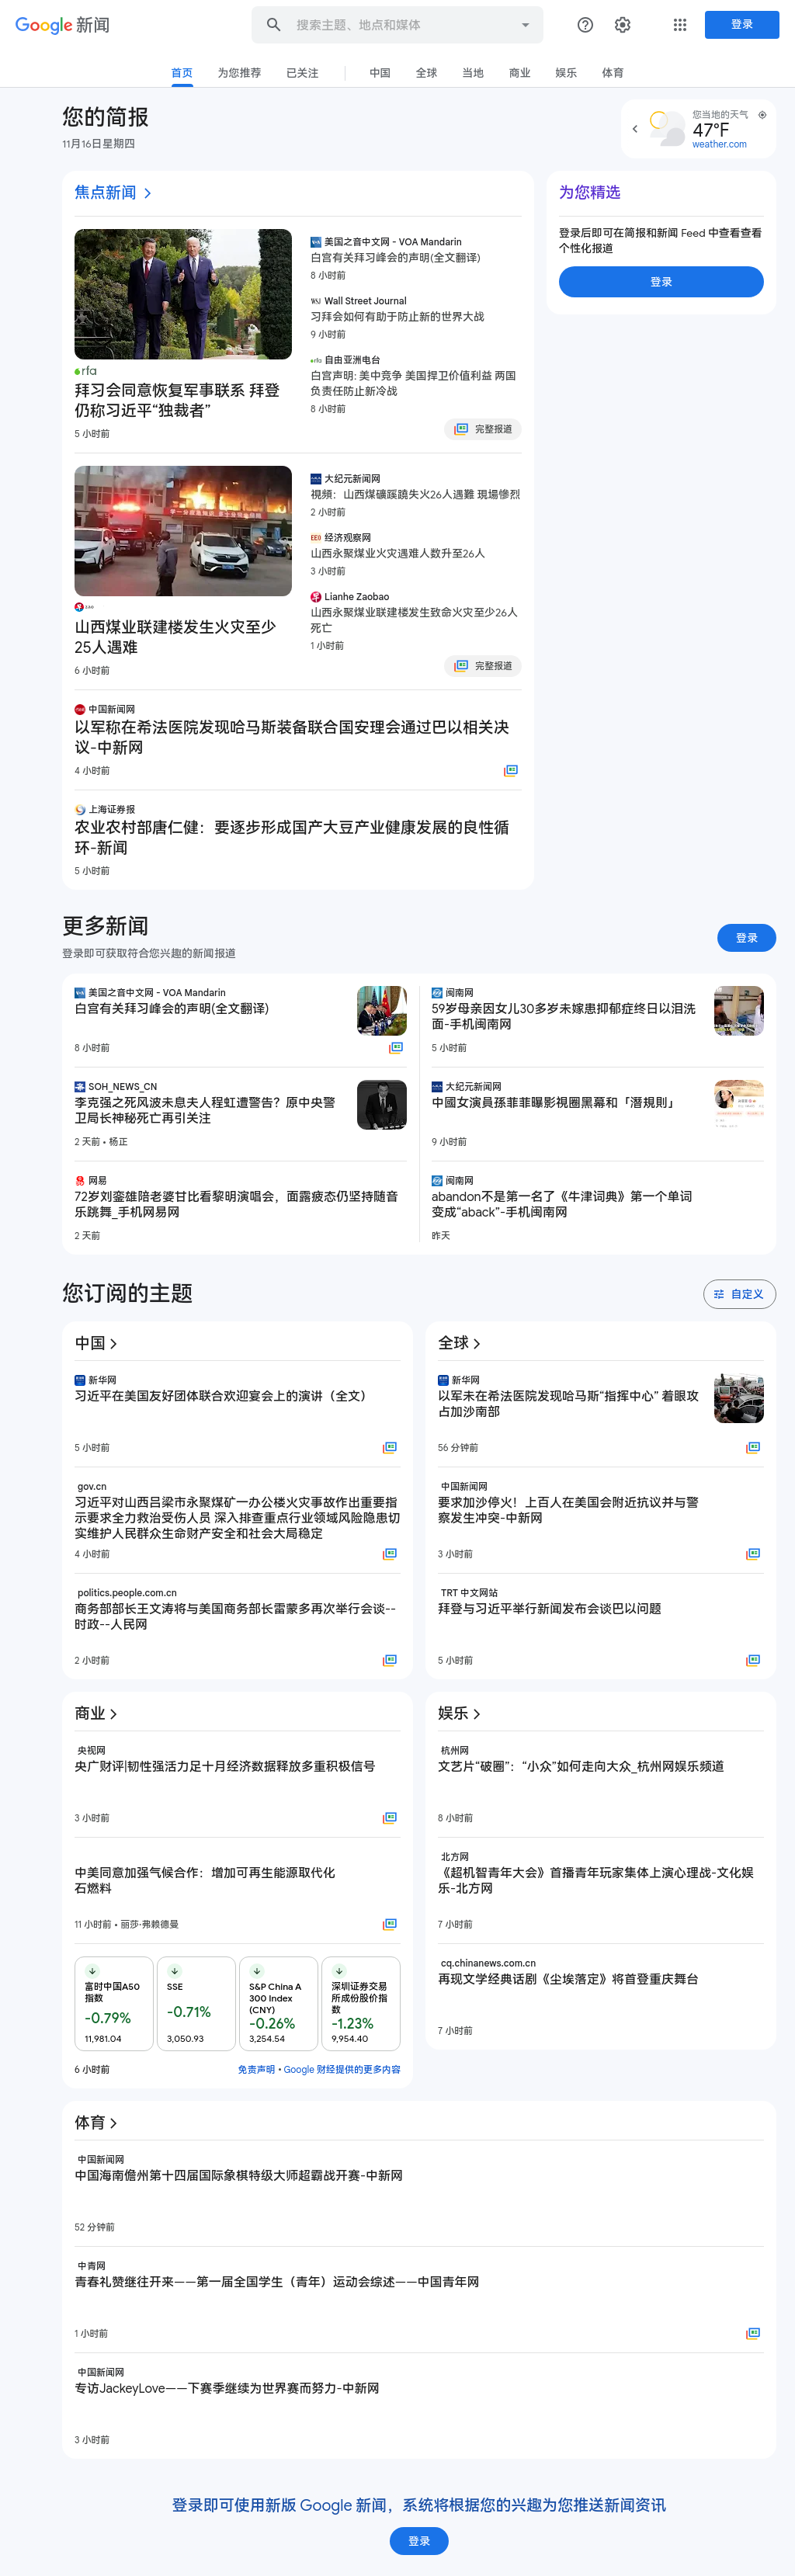 Google 新闻
搜索主题、地点和媒体
登录
首页 为您推荐 已关注 中国 全球 当地 商业 娱乐 体育
您的简报
11月16日星期四
您当地的天气
47°F
weather.com
焦点新闻
rfa
拜习会同意恢复军事联系 拜登
仍称习近平“独裁者”
5 小时前
美国之音中文网 - VOA Mandarin
白宫有关拜习峰会的声明(全文翻译)
8 小时前
Wall Street Journal
习拜会如何有助于防止新的世界大战
9 小时前
自由亚洲电台
白宫声明: 美中竞争 美国捍卫价值利益 两国
负责任防止新冷战
8 小时前
完整报道
山西煤业联建楼发生火灾至少
25人遇难
6 小时前
大纪元新闻网
視頻：山西煤礦蹊蹺失火26人遇難 現場慘烈
2 小时前
经济观察网
山西永聚煤业火灾遇难人数升至26人
3 小时前
Lianhe Zaobao
山西永聚煤业联建楼发生致命火灾至少26人
死亡
1 小时前
完整报道
中国新闻网
以军称在希法医院发现哈马斯装备联合国安理会通过巴以相关决
议-中新网
4 小时前
上海证券报
农业农村部唐仁健：要逐步形成国产大豆产业健康发展的良性循
环-新闻
5 小时前
为您精选
登录后即可在简报和新闻 Feed 中查看查看
个性化报道
登录
更多新闻
登录即可获取符合您兴趣的新闻报道
登录
美国之音中文网 - VOA Mandarin
白宫有关拜习峰会的声明(全文翻译)
8 小时前
SOH_NEWS_CN
李克强之死风波未息夫人程虹遭警告？原中央警
卫局长神秘死亡再引关注
2 天前 • 杨正
网易
72岁刘銮雄陪老婆甘比看黎明演唱会，面露疲态仍坚持随音
乐跳舞_手机网易网
2 天前
闽南网
59岁母亲因女儿30多岁未嫁患抑郁症终日以泪洗
面-手机闽南网
5 小时前
大纪元新闻网
中國女演員孫菲菲曝影視圈黑幕和「潛規則」
9 小时前
闽南网
abandon不是第一名了《牛津词典》第一个单词
变成“aback”-手机闽南网
昨天
您订阅的主题
自定义
中国
新华网
习近平在美国友好团体联合欢迎宴会上的演讲（全文）
5 小时前
gov.cn
习近平对山西吕梁市永聚煤矿一办公楼火灾事故作出重要指
示要求全力救治受伤人员 深入排查重点行业领域风险隐患切
实维护人民群众生命财产安全和社会大局稳定
4 小时前
politics.people.com.cn
商务部部长王文涛将与美国商务部长雷蒙多再次举行会谈--
时政--人民网
2 小时前
全球
新华网
以军未在希法医院发现哈马斯“指挥中心” 着眼攻
占加沙南部
56 分钟前
中国新闻网
要求加沙停火！上百人在美国会附近抗议并与警
察发生冲突-中新网
3 小时前
TRT 中文网站
拜登与习近平举行新闻发布会谈巴以问题
5 小时前
商业
央视网
央广财评|韧性强活力足十月经济数据释放多重积极信号
3 小时前
中美同意加强气候合作：增加可再生能源取代化
石燃料
11 小时前 • 丽莎·弗赖德曼
富时中国A50
指数
-0.79%
11,981.04
SSE
-0.71%
3,050.93
S&P China A
300 Index
(CNY)
-0.26%
3,254.54
深圳证券交易
所成份股价指
数
-1.23%
9,954.40
6 小时前
免责声明 • Google 财经提供的更多内容
娱乐
杭州网
文艺片“破圈”：“小众”如何走向大众_杭州网娱乐频道
8 小时前
北方网
《超机智青年大会》首播青年玩家集体上演心理战-文化娱
乐-北方网
7 小时前
cq.chinanews.com.cn
再现文学经典话剧《尘埃落定》将首登重庆舞台
7 小时前
体育
中国新闻网
中国海南儋州第十四届国际象棋特级大师超霸战开赛-中新网
52 分钟前
中青网
青春礼赞继往开来——第一届全国学生（青年）运动会综述——中国青年网
1 小时前
中国新闻网
专访JackeyLove——下赛季继续为世界赛而努力-中新网
3 小时前
登录即可使用新版 Google 新闻，系统将根据您的兴趣为您推送新闻资讯
登录